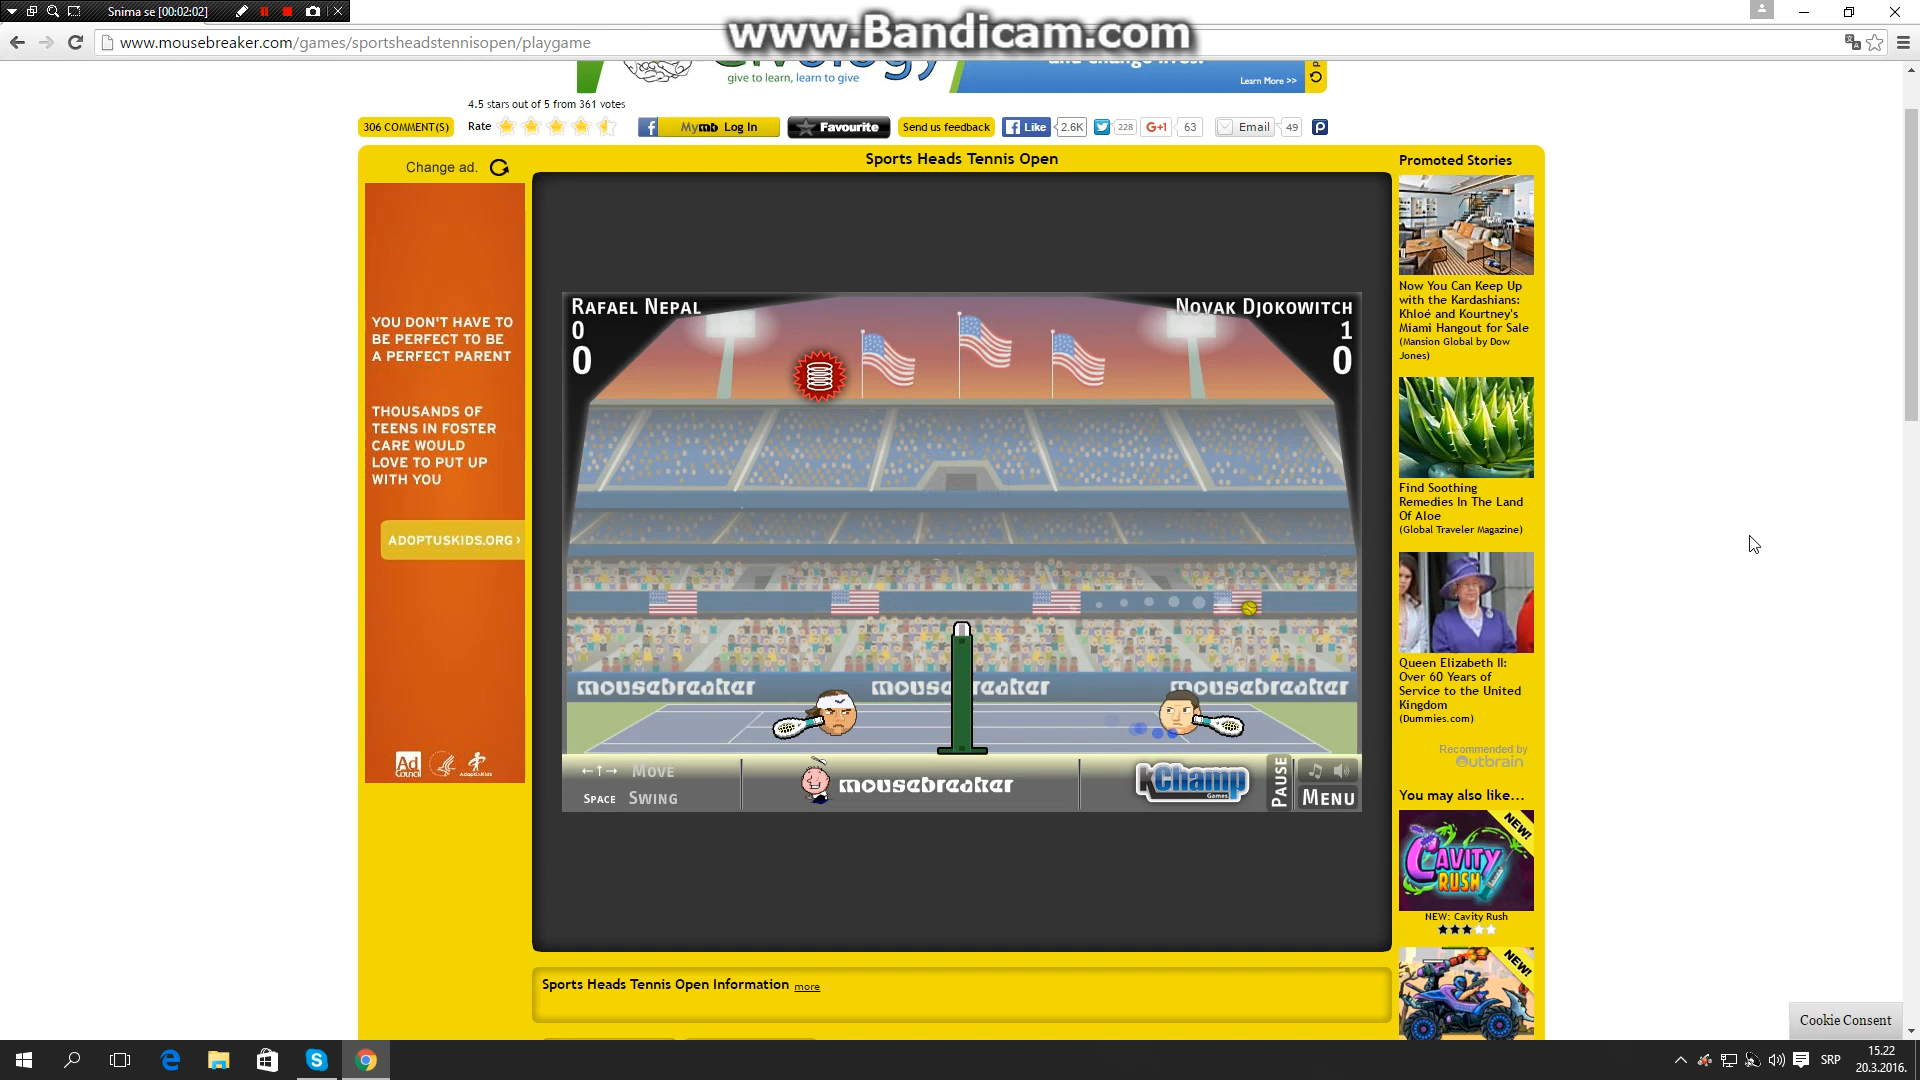 Snima se [00:02:02]
www.Bandicam.com
www.mousebreaker.com/games/sportsheadstennisopen/playgame
give to learn, learn to give
Learn More >>
4.5 stars out of 5 from 361 votes
306 COMMENT(S)
Rate
Mymb Log In
Favourite
Send us feedback
Like
2.6K
228
G+1
63
Email
49
Change ad.
Sports Heads Tennis Open
Promoted Stories
YOU DON'T HAVE TO
BE PERFECT TO BE
A PERFECT PARENT
THOUSANDS OF
TEENS IN FOSTER
CARE WOULD
LOVE TO PUT UP
WITH YOU
ADOPTUSKIDS.ORG ›
Ad
Council
AdoptUsKids
Rafael Nepal
0
0
Novak Djokowitch
1
0
mousebreaker
mousebreaker
mousebreaker
←↑→ Move
Space Swing
mousebreaker
kChamp
Games
Pause
Menu
Now You Can Keep Up
with the Kardashians:
Khloé and Kourtney's
Miami Hangout for Sale
(Mansion Global by Dow
Jones)
Find Soothing
Remedies In The Land
Of Aloe
(Global Traveler Magazine)
Queen Elizabeth II:
Over 60 Years of
Service to the United
Kingdom
(Dummies.com)
Recommended by
Outbrain
You may also like...
NEW!
CAVITY
RUSH
NEW: Cavity Rush
NEW!
Sports Heads Tennis Open Information more
Cookie Consent
SRP
15.22
20.3.2016.